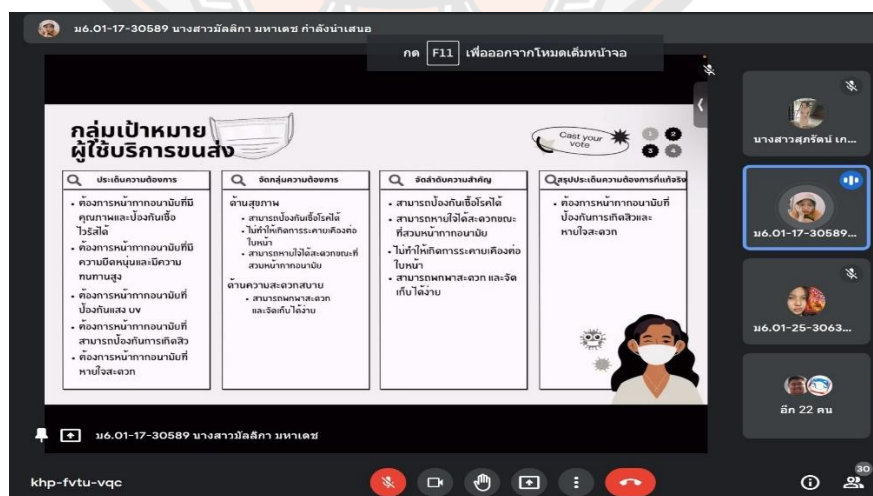 ม6.01-17-30589 นางสาวมัลลิกา มหาเดช กำลังนำเสนอ
กด F11 เพื่อออกจากโหมดเต็มหน้าจอ
กลุ่มเป้าหมาย
ผู้ใช้บริการขนส่ง
Cast your
vote
1 2
3 4
ประเด็นความต้องการ
• ต้องการหน้ากากอนามัยที่มี
คุณภาพและป้องกันเชื้อ
ไวรัสได้
• ต้องการหน้ากากอนามัยที่มี
ความยืดหยุ่นและมีความ
ทนทานสูง
• ต้องการหน้ากากอนามัยที่
ป้องกันแสง uv
• ต้องการหน้ากากอนามัยที่
สามารถป้องกันการเกิดสิว
• ต้องการหน้ากากอนามัยที่
หายใจสะดวก
จัดกลุ่มความต้องการ
ด้านสุขภาพ
• สามารถป้องกันเชื้อโรคได้
• ไม่ทำให้เกิดการระคายเคืองต่อ
ใบหน้า
• สามารถหายใจได้สะดวกขณะที่
สวมหน้ากากอนามัย
ด้านความสะดวกสบาย
• สามารถพกพาสะดวก
และจัดเก็บได้ง่าย
จัดลำดับความสำคัญ
• สามารถป้องกันเชื้อโรคได้
• สามารถหายใจได้สะดวกขณะ
ที่สวมหน้ากากอนามัย
• ไม่ทำให้เกิดการระคายเคืองต่อ
ใบหน้า
• สามารถพกพาสะดวก และจัด
เก็บได้ง่าย
สรุปประเด็นความต้องการที่แท้จริง
• ต้องการหน้ากากอนามัยที่
ป้องกันการเกิดสิวและ
หายใจสะดวก
นางสาวสุภรัตน์ เก...
ม6.01-17-30589...
ม6.01-25-3063...
อีก 22 คน
ม6.01-17-30589 นางสาวมัลลิกา มหาเดช
khp-fvtu-vqc
30